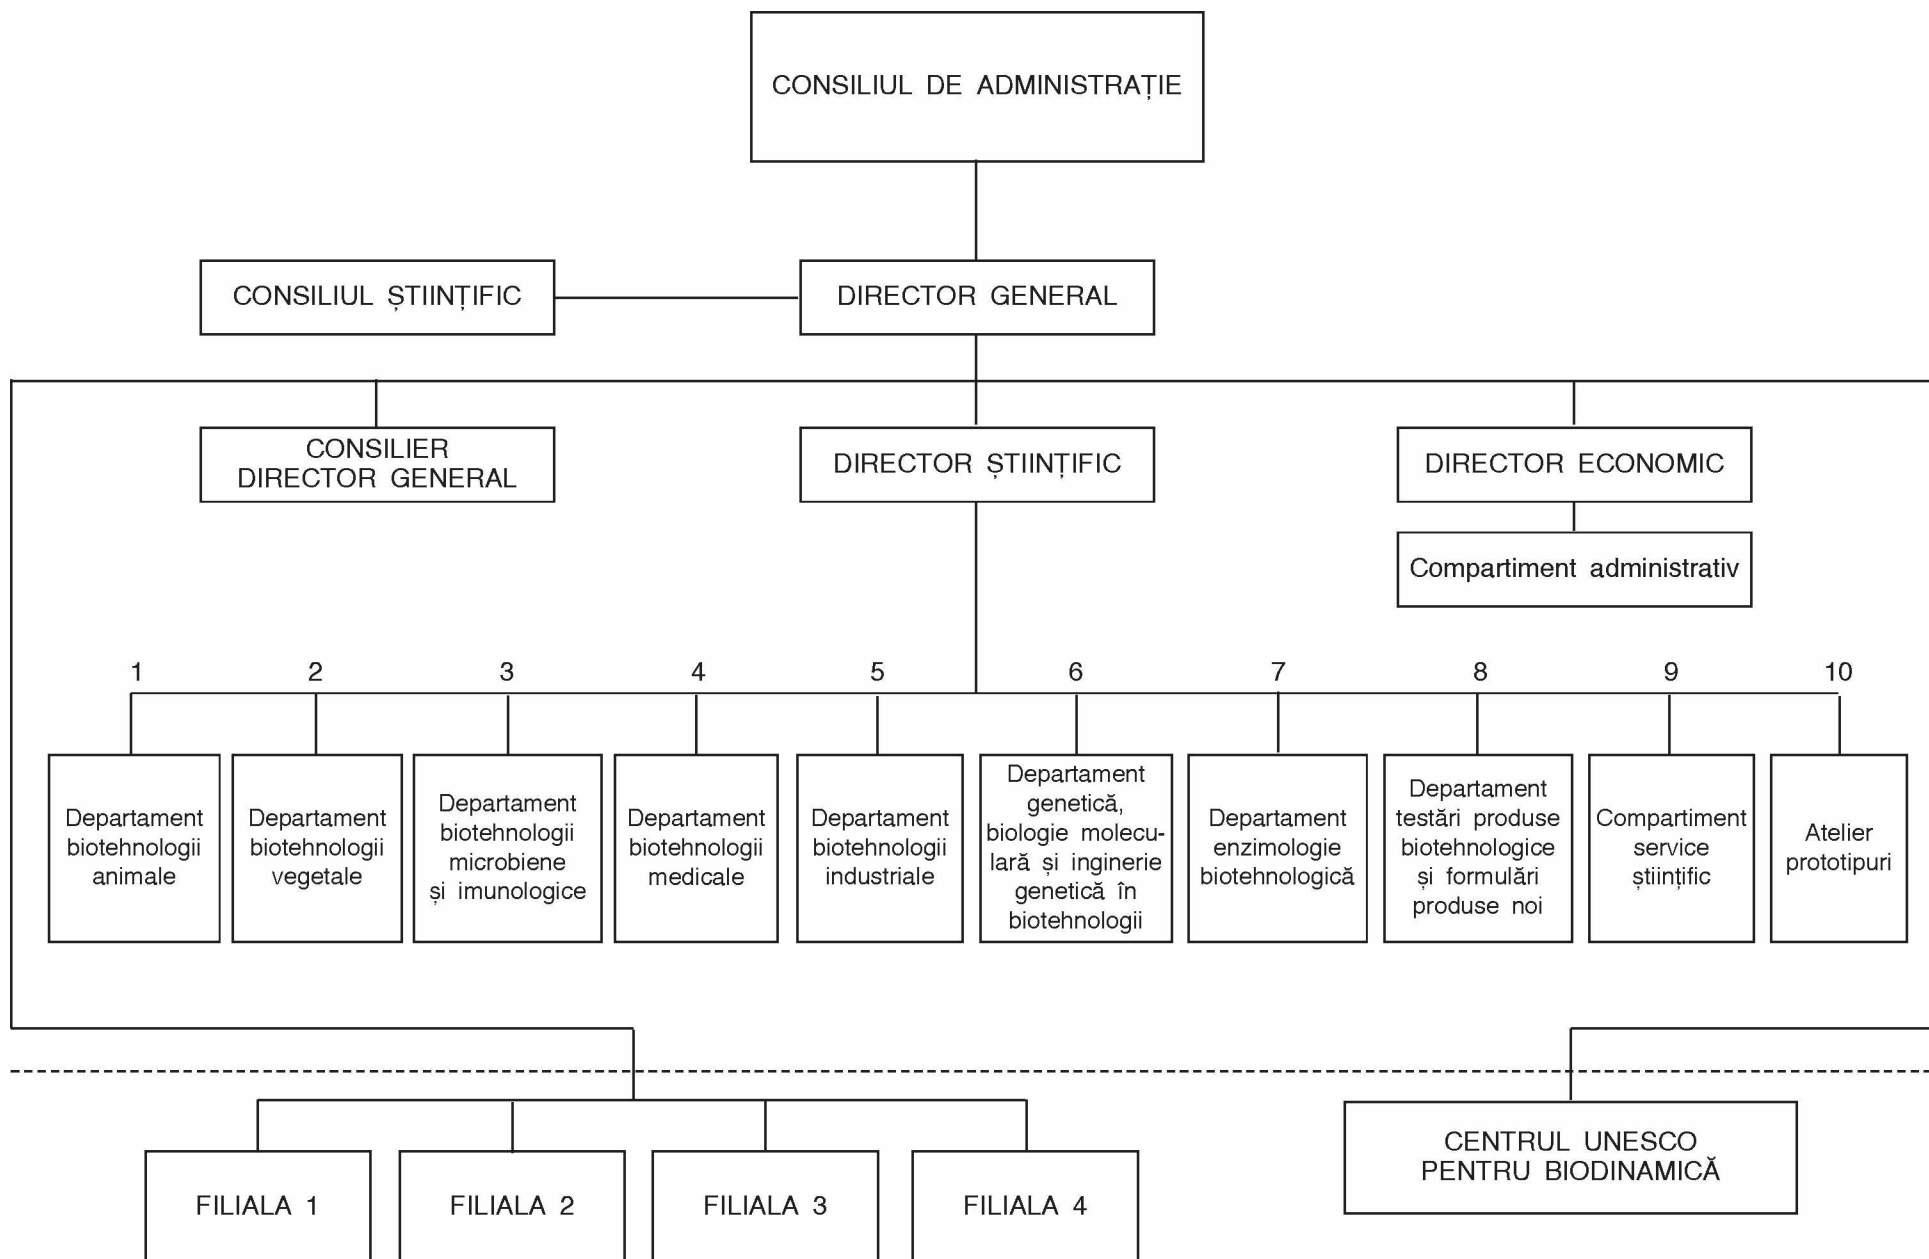 CONSILIUL DE ADMINISTRAȚIE
CONSILIUL ȘTIINȚIFIC
DIRECTOR GENERAL
CONSILIER
DIRECTOR GENERAL
DIRECTOR ȘTIINȚIFIC
DIRECTOR ECONOMIC
Compartiment administrativ
1
2
3
4
5
6
7
8
9
10
Departament
biotehnologii
animale
Departament
biotehnologii
vegetale
Departament
biotehnologii
microbiene
și imunologice
Departament
biotehnologii
medicale
Departament
biotehnologii
industriale
Departament
genetică,
biologie molecu-
lară și inginerie
genetică în
biotehnologii
Departament
enzimologie
biotehnologică
Departament
testări produse
biotehnologice
și formulări
produse noi
Compartiment
service
științific
Atelier
prototipuri
FILIALA 1
FILIALA 2
FILIALA 3
FILIALA 4
CENTRUL UNESCO
PENTRU BIODINAMICĂ